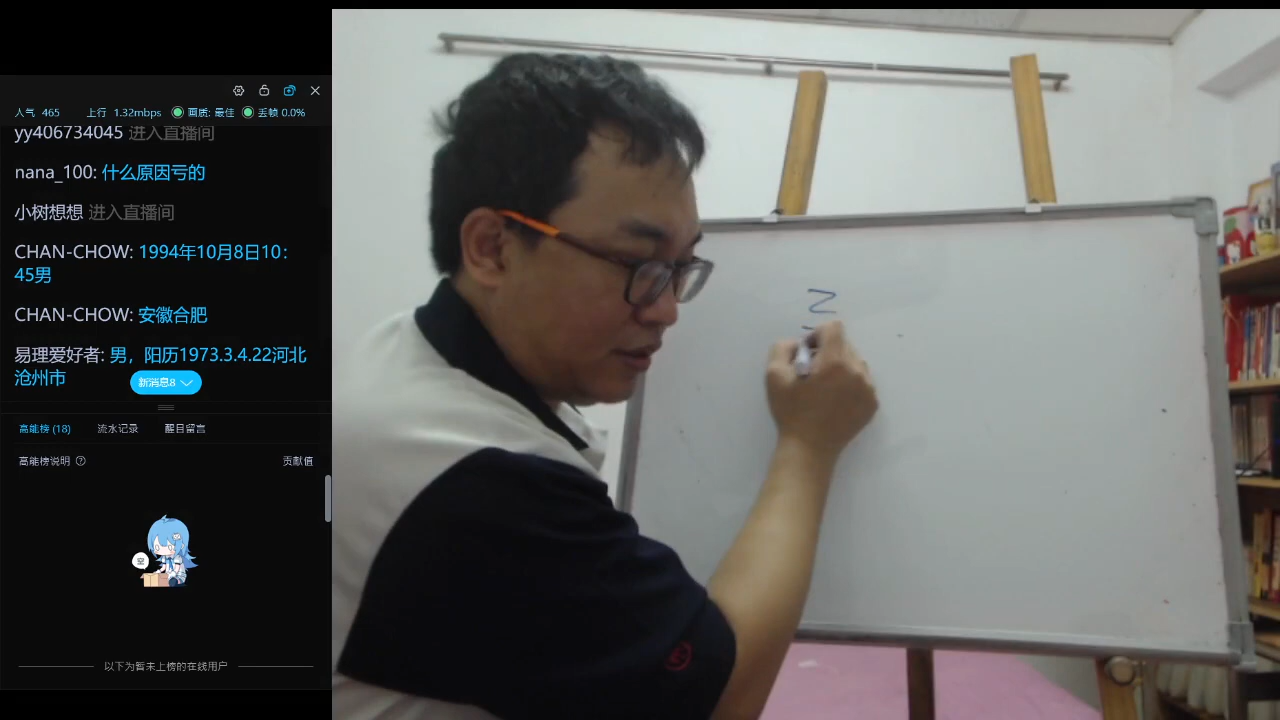 人气 465 上行 1.32mbps 画质: 最佳 丢帧 0.0%
yy406734045 进入直播间
nana_100: 什么原因亏的
小树想想 进入直播间
CHAN-CHOW: 1994年10月8日10:
45男
CHAN-CHOW: 安徽合肥
易理爱好者: 男，阳历1973.3.4.22河北
沧州市
新消息8
高能榜 (18) 流水记录 醒目留言
高能榜说明 贡献值
空
以下为暂未上榜的在线用户